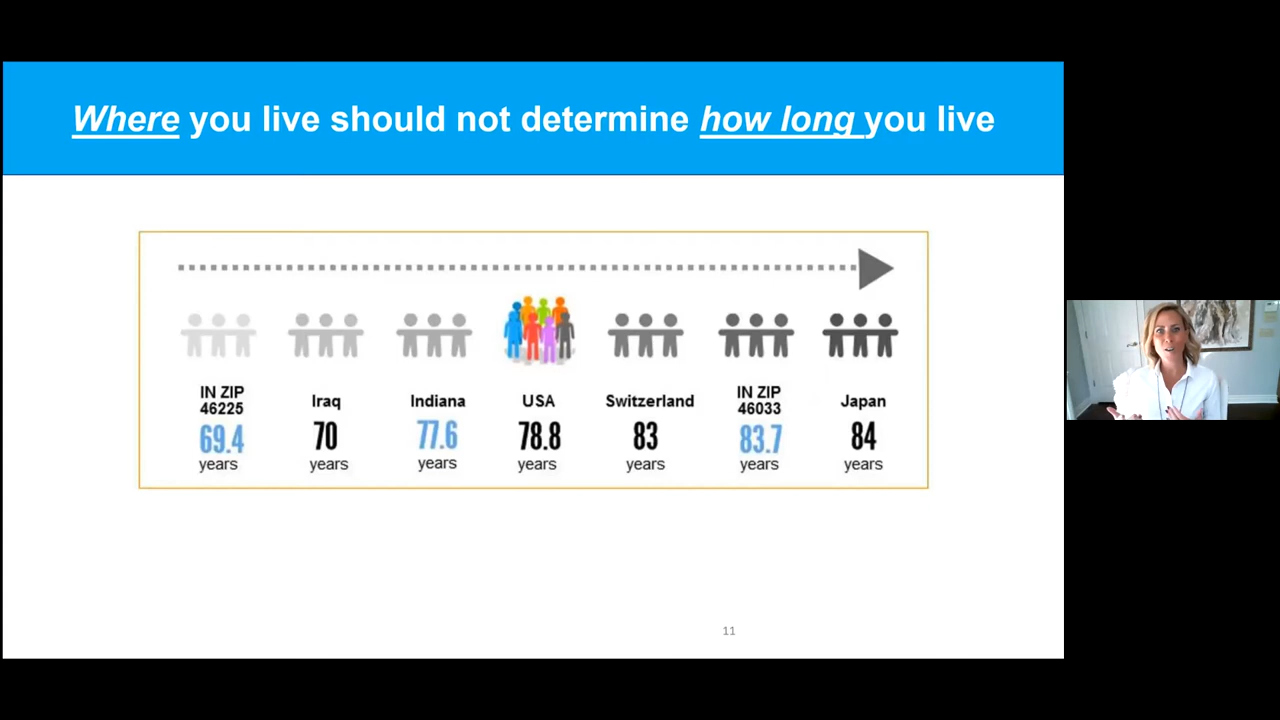 Where you live should not determine how long you live
IN ZIP
46225
69.4
years
Iraq
70
years
Indiana
77.6
years
USA
78.8
years
Switzerland
83
years
IN ZIP
46033
83.7
years
Japan
84
years
11